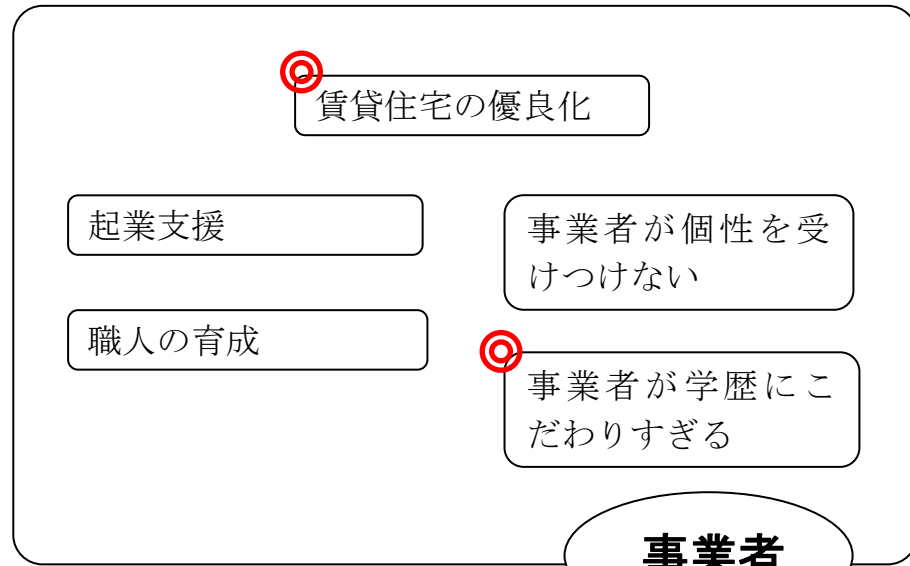 賃貸住宅の優良化
起業支援
事業者が個性を受
けつけない
職人の育成
事業者が学歴にこ
だわりすぎる
事業者